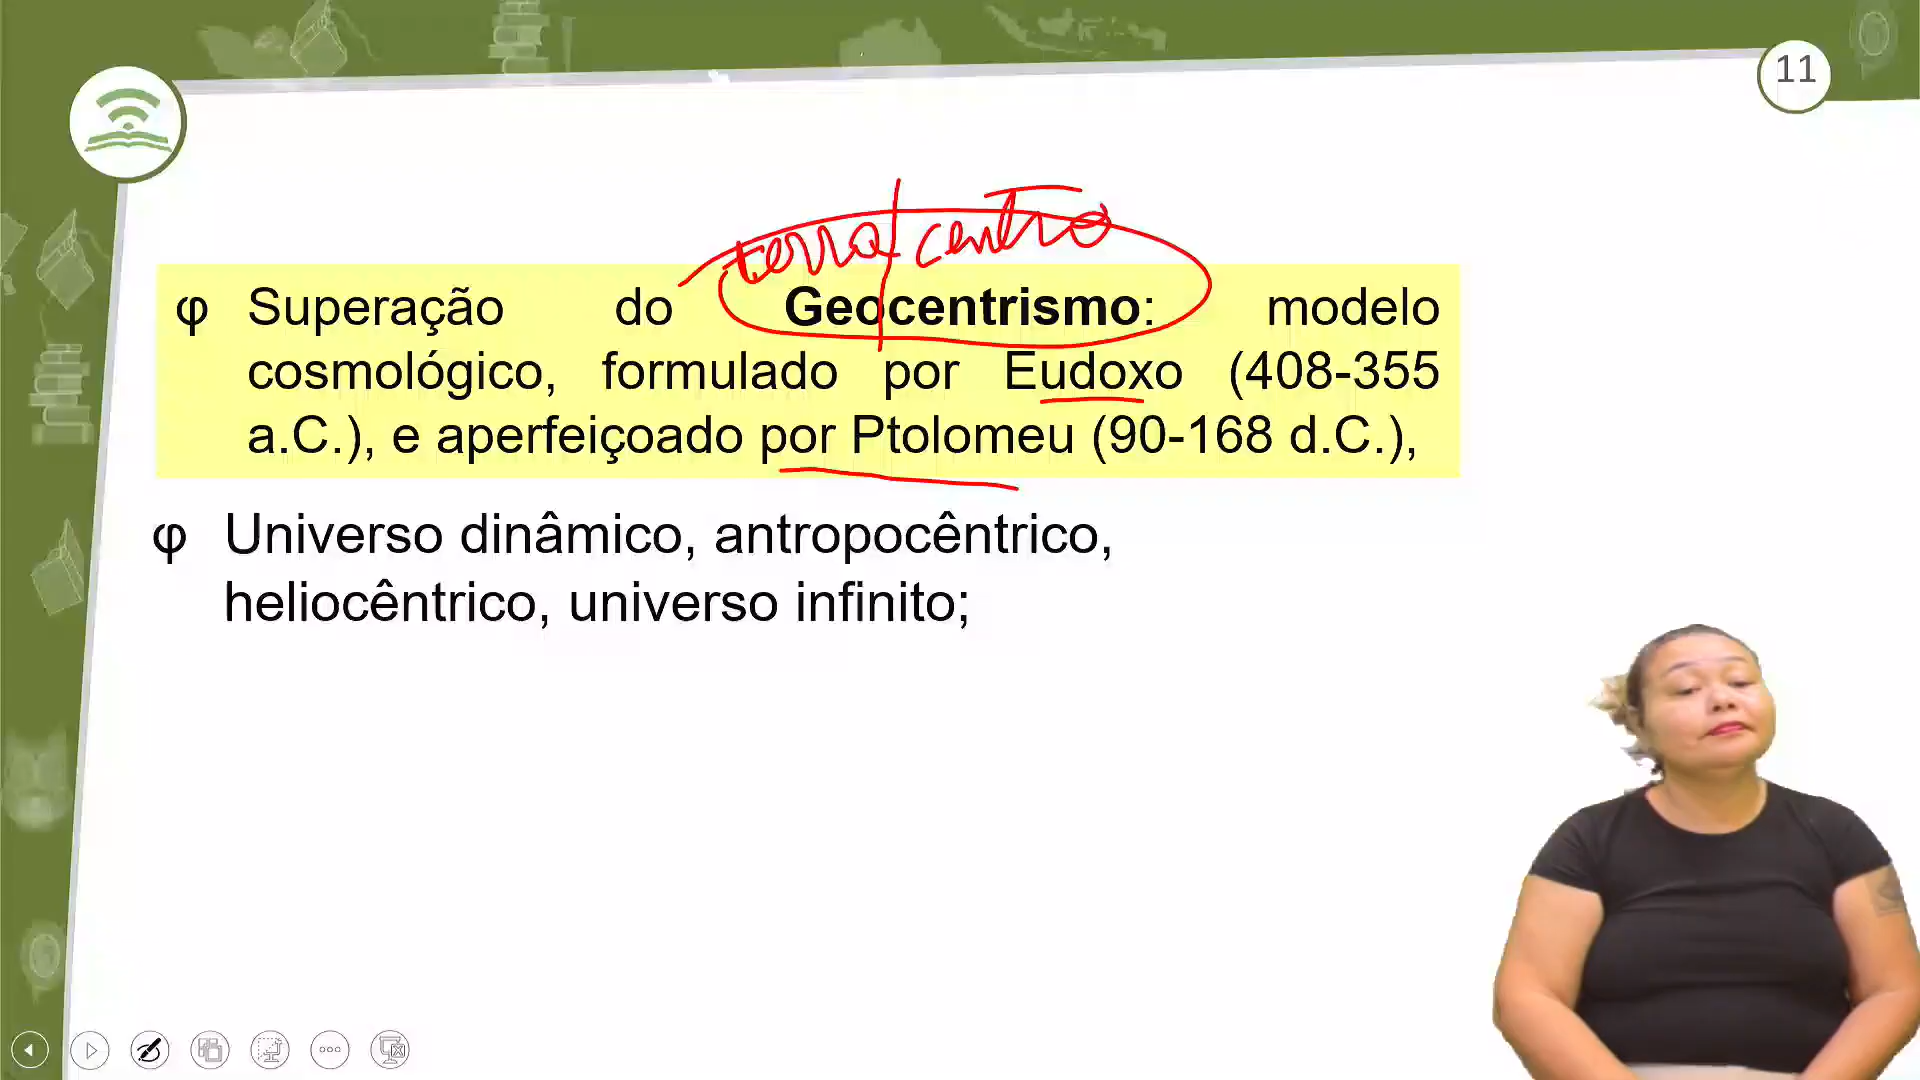 11
terra/centro
φ Superação do Geocentrismo: modelo
cosmológico, formulado por Eudoxo (408-355
a.C.), e aperfeiçoado por Ptolomeu (90-168 d.C.),
φ Universo dinâmico, antropocêntrico,
heliocêntrico, universo infinito;